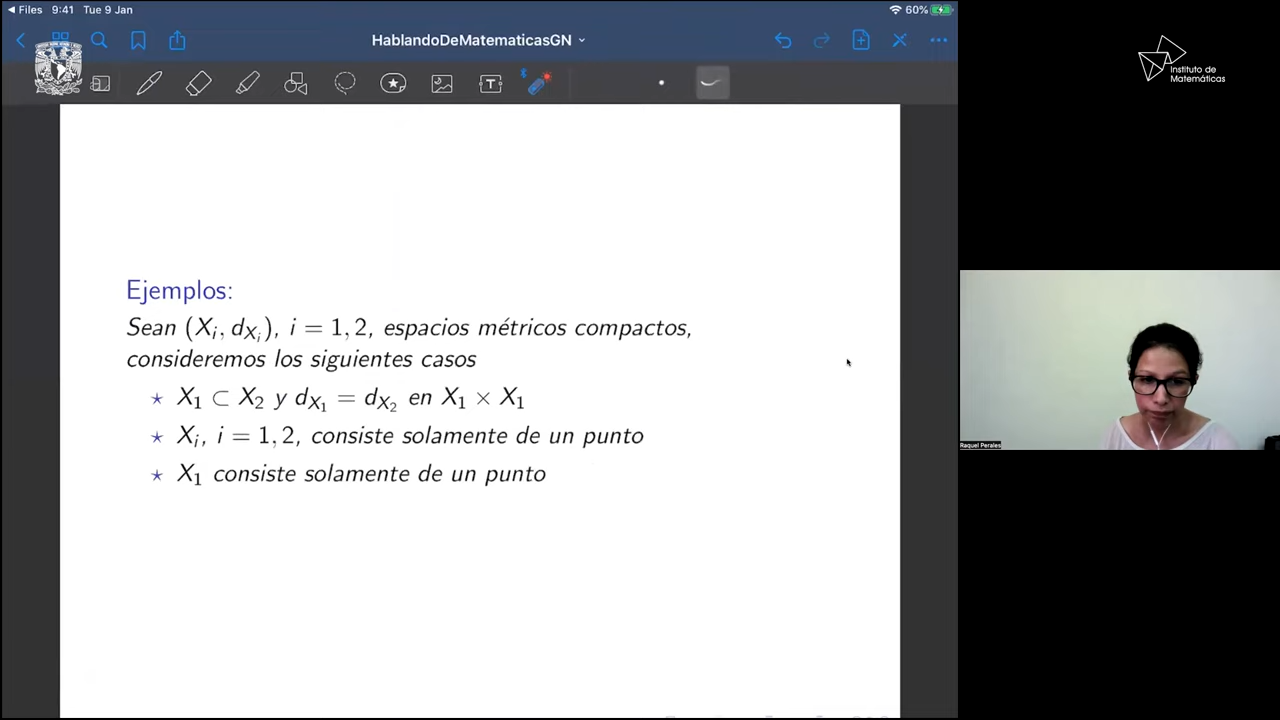 Files 9:41 Tue 9 Jan 60%
HablandoDeMatematicasGN
T
Instituto de
Matemáticas
Ejemplos:
Sean (X_i, d_{X_i}), i = 1, 2, espacios métricos compactos,
consideremos los siguientes casos
⋆ X_1 ⊂ X_2 y d_{X_1} = d_{X_2} en X_1 × X_1
⋆ X_i, i = 1, 2, consiste solamente de un punto
⋆ X_1 consiste solamente de un punto
Raquel Perales